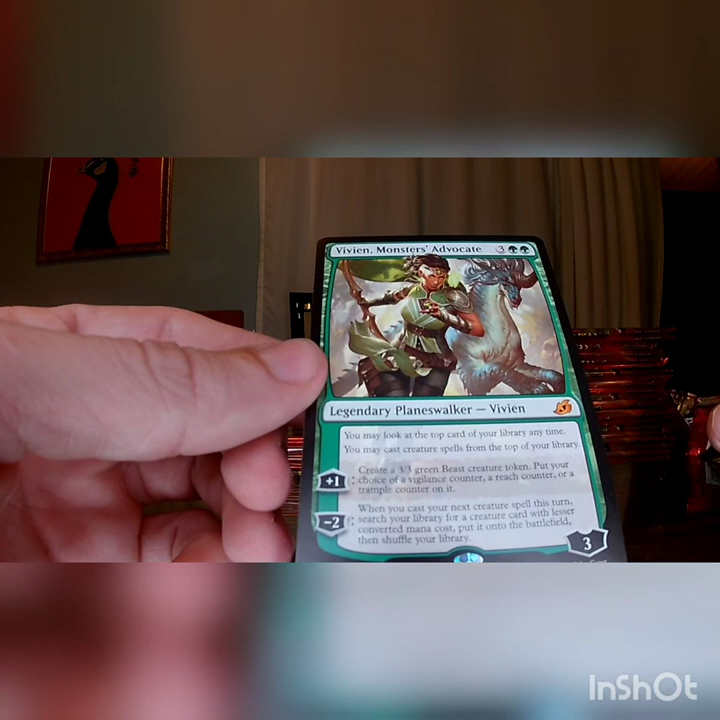 Vivien, Monsters' Advocate 3
Legendary Planeswalker — Vivien
You may look at the top card of your library any time.
You may cast creature spells from the top of your library.
+1: Create a 3/3 green Beast creature token. Put your
choice of a vigilance counter, a reach counter, or a
trample counter on it.
−2: When you cast your next creature spell this turn,
search your library for a creature card with lesser
converted mana cost, put it onto the battlefield,
then shuffle your library.
3
InShOt